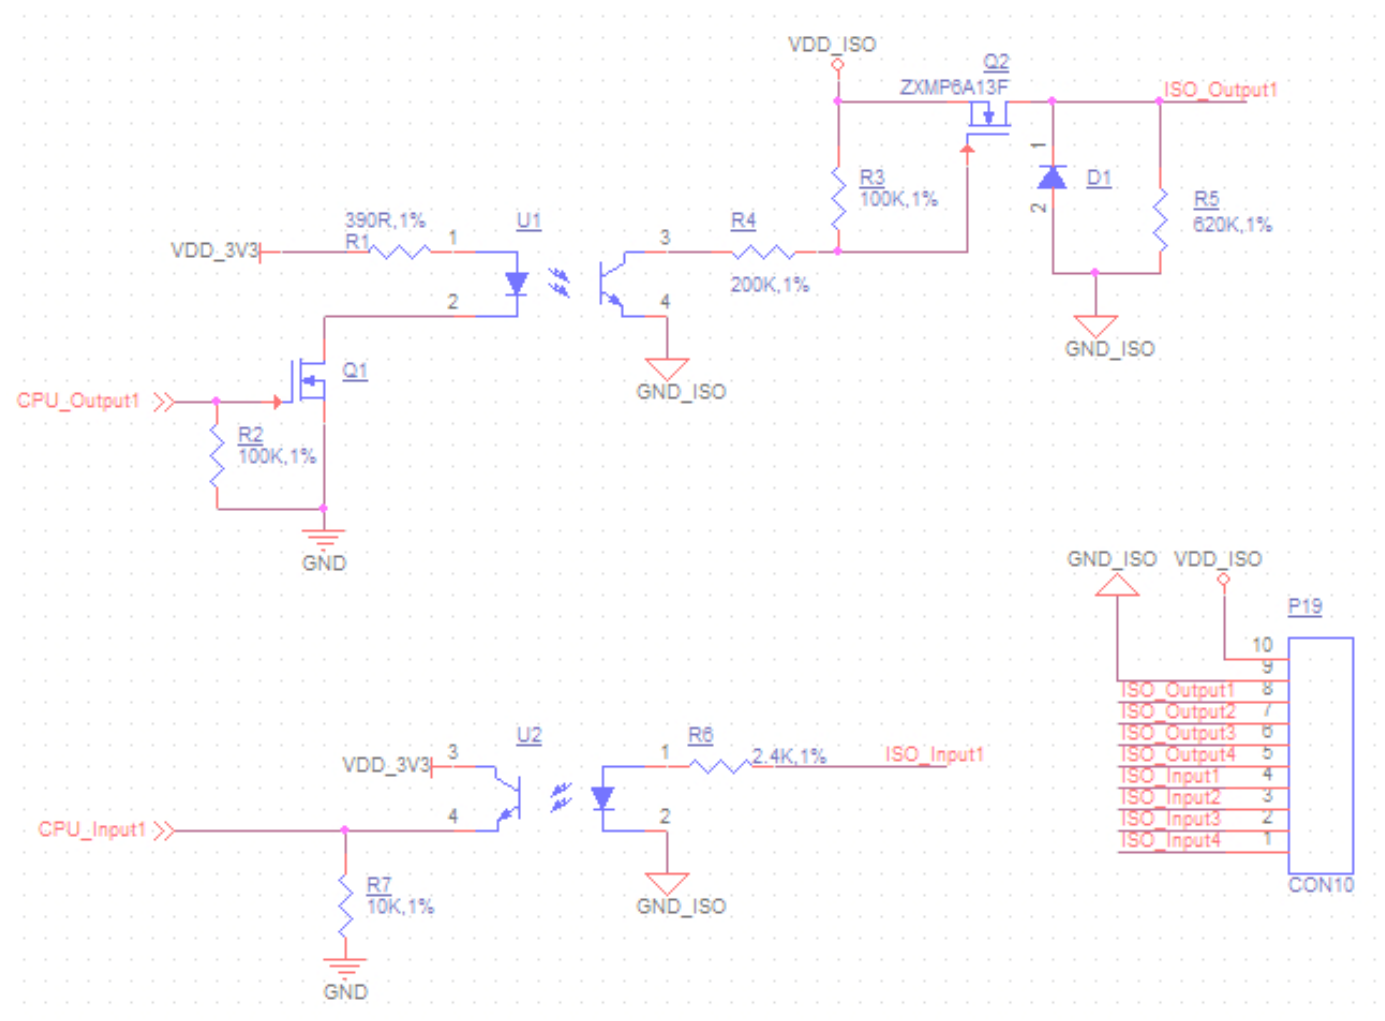 VDD_ISO
Q2
ZXMP6A13F
ISO_Output1
1
D1
2
R3
100K,1%
R5
620K,1%
390R,1%
R1
VDD_3V3
1
U1
3
R4
200K,1%
2
4
GND_ISO
GND_ISO
Q1
CPU_Output1
R2
100K,1%
GND
GND_ISO
VDD_ISO
P19
10
9
ISO_Output1
8
ISO_Output2
7
ISO_Output3
6
ISO_Output4
5
ISO_Input1
4
ISO_Input2
3
ISO_Input3
2
ISO_Input4
1
CON10
U2
VDD_3V3
3
1
R6
2.4K,1%
ISO_Input1
CPU_Input1
4
2
R7
10K,1%
GND_ISO
GND